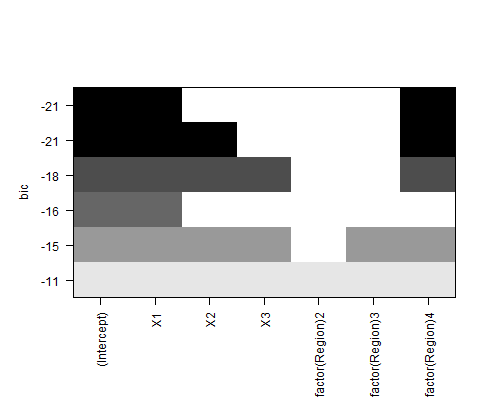 -21
-21
-18
-16
-15
-11
bic
(Intercept)
X1
X2
X3
factor(Region)2
factor(Region)3
factor(Region)4